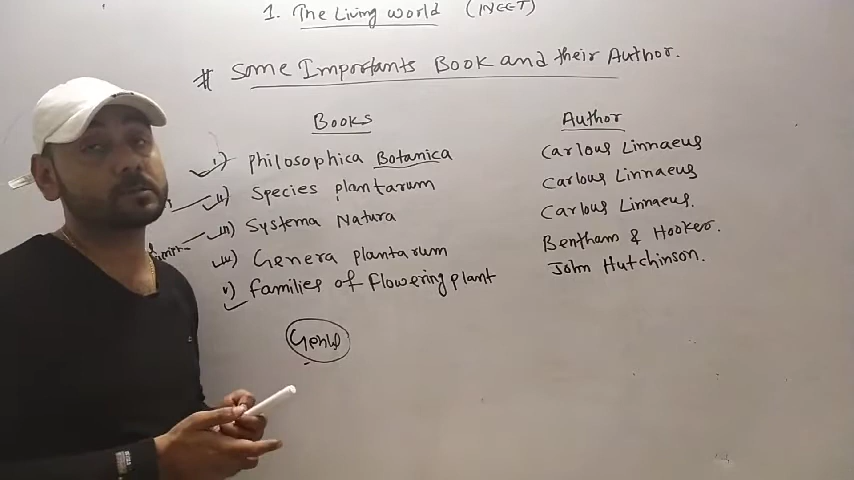 1. The Living world (NEET)
# Some Importants Book and their Author.
Books Author
i) Philosophica Botanica Carlous Linnaeus
ii) Species plantarum Carlous Linnaeus
iii) Systema Natura Carlous Linnaeus.
iv) Genera plantarum Bentham & Hooker.
v) Families of Flowering plant John Hutchinson.
Genus